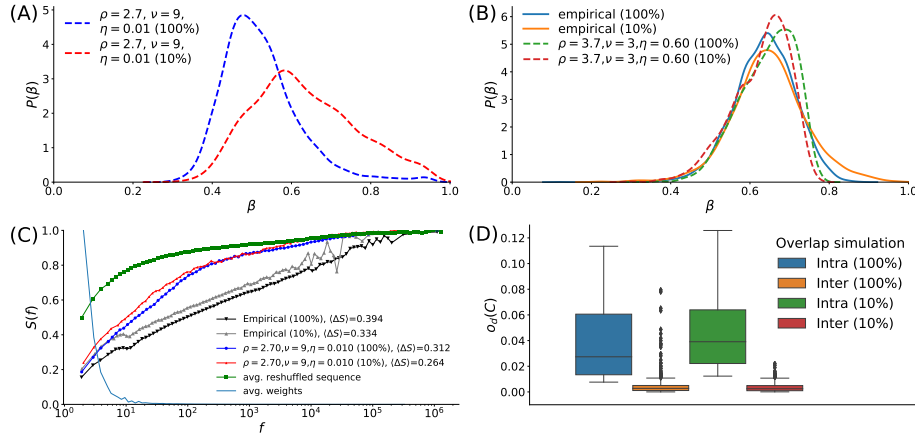 (A)
ρ = 2.7, ν = 9,
η = 0.01 (100%)
ρ = 2.7, ν = 9,
η = 0.01 (10%)
P(β)
5
4
3
2
1
0
0.0 0.2 0.4 0.6 0.8 1.0
β
(B)
empirical (100%)
empirical (10%)
ρ = 3.7,ν = 3,η = 0.60 (100%)
ρ = 3.7,ν = 3,η = 0.60 (10%)
P(β)
6
5
4
3
2
1
0
0.0 0.2 0.4 0.6 0.8 1.0
β
(C)
S(f)
1.0
0.8
0.6
0.4
0.2
0.0
Empirical (100%), ⟨ΔS⟩=0.394
Empirical (10%), ⟨ΔS⟩=0.334
ρ = 2.70,ν = 9,η = 0.010 (100%), ⟨ΔS⟩=0.312
ρ = 2.70,ν = 9,η = 0.010 (10%), ⟨ΔS⟩=0.264
avg. reshuffled sequence
avg. weights
10⁰ 10¹ 10² 10³ 10⁴ 10⁵ 10⁶
f
(D)
o_d(C)
0.12
0.10
0.08
0.06
0.04
0.02
0.00
Overlap simulation
Intra (100%)
Inter (100%)
Intra (10%)
Inter (10%)